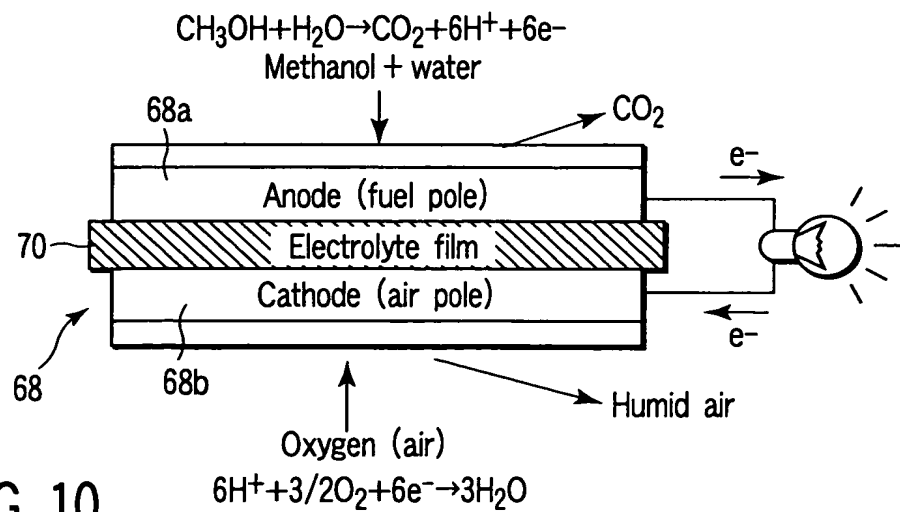 CH₃OH+H₂O→CO₂+6H⁺+6e-
Methanol + water
68a
CO₂
e-
Anode (fuel pole)
70
Electrolyte film
Cathode (air pole)
e-
68
68b
Humid air
Oxygen (air)
6H⁺+3/2O₂+6e⁻→3H₂O
G. 10